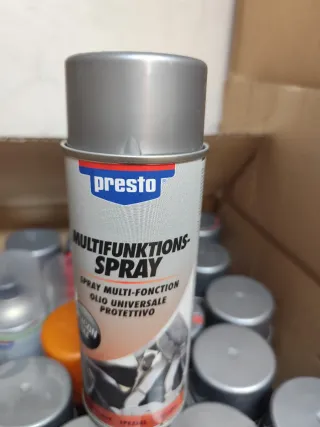 presto
MULTIFUNKTIONS-
SPRAY
SPRAY MULTI-FONCTION
OLIO UNIVERSALE
PROTETTIVO